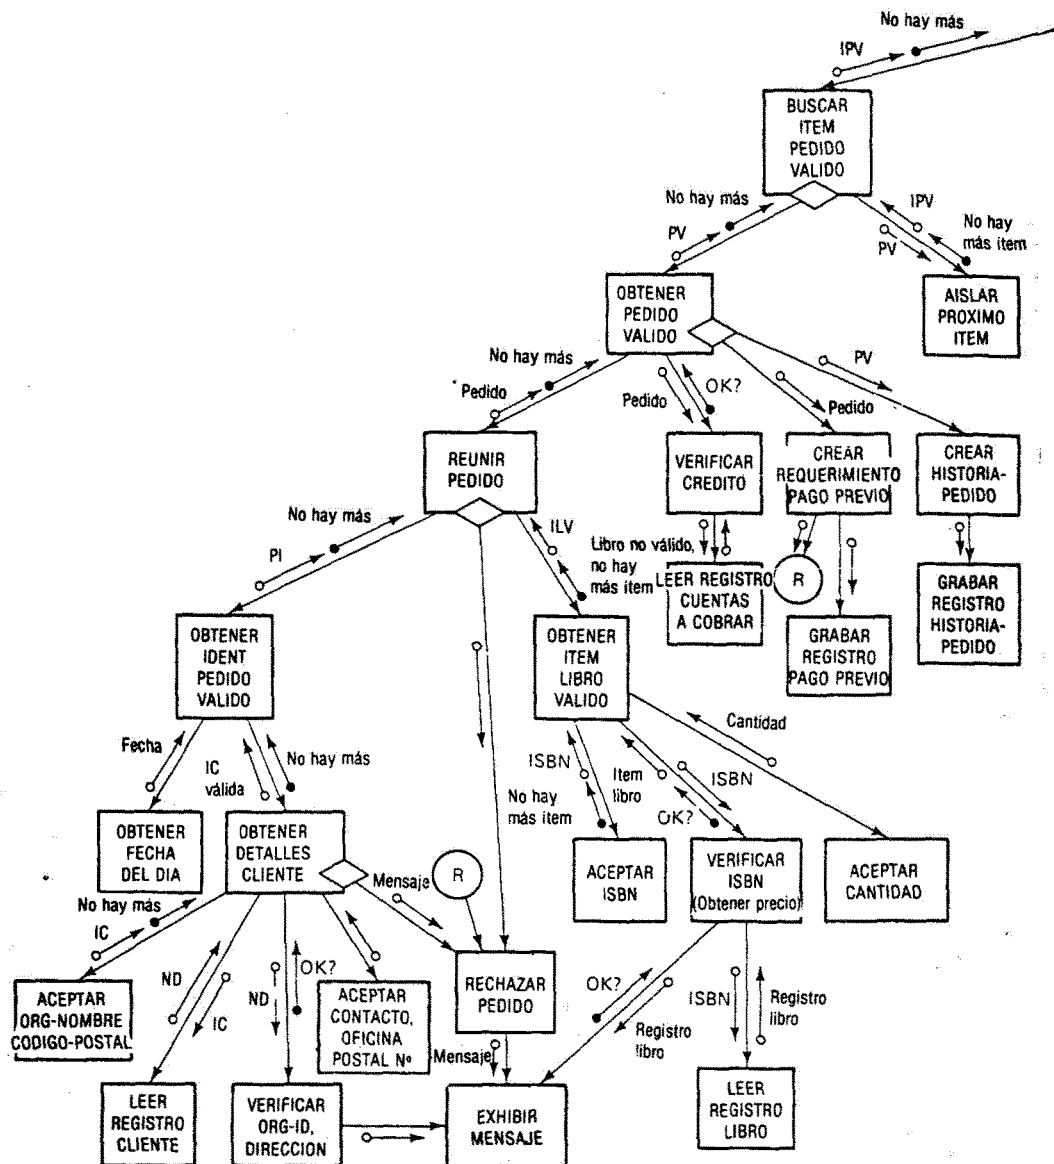 No hay más
IPV
BUSCAR
ITEM
PEDIDO
VALIDO
No hay más
PV
IPV
No hay
más item
PV
OBTENER
PEDIDO
VALIDO
AISLAR
PROXIMO
ITEM
No hay más
Pedido
OK?
Pedido
PV
Pedido
REUNIR
PEDIDO
VERIFICAR
CREDITO
CREAR
REQUERIMIENTO
PAGO PREVIO
CREAR
HISTORIA-
PEDIDO
No hay más
PI
ILV
Libro no válido,
no hay
más item
LEER REGISTRO
CUENTAS
A COBRAR
R
GRABAR
REGISTRO
PAGO PREVIO
GRABAR
REGISTRO
HISTORIA-
PEDIDO
OBTENER
IDENT
PEDIDO
VALIDO
OBTENER
ITEM
LIBRO
VALIDO
Fecha
IC
válida
No hay más
ISBN
No hay
más item
Item
libro
OK?
ISBN
Cantidad
OBTENER
FECHA
DEL DIA
OBTENER
DETALLES
CLIENTE
Mensaje
R
ACEPTAR
ISBN
VERIFICAR
ISBN
(Obtener precio)
ACEPTAR
CANTIDAD
No hay más
IC
ND
IC
OK?
ND
ACEPTAR
ORG-NOMBRE
CODIGO-POSTAL
ACEPTAR
CONTACTO,
OFICINA
POSTAL Nº
RECHAZAR
PEDIDO
OK?
Registro
libro
ISBN
Registro
libro
Mensaje
LEER
REGISTRO
CLIENTE
VERIFICAR
ORG-ID,
DIRECCION
EXHIBIR
MENSAJE
LEER
REGISTRO
LIBRO